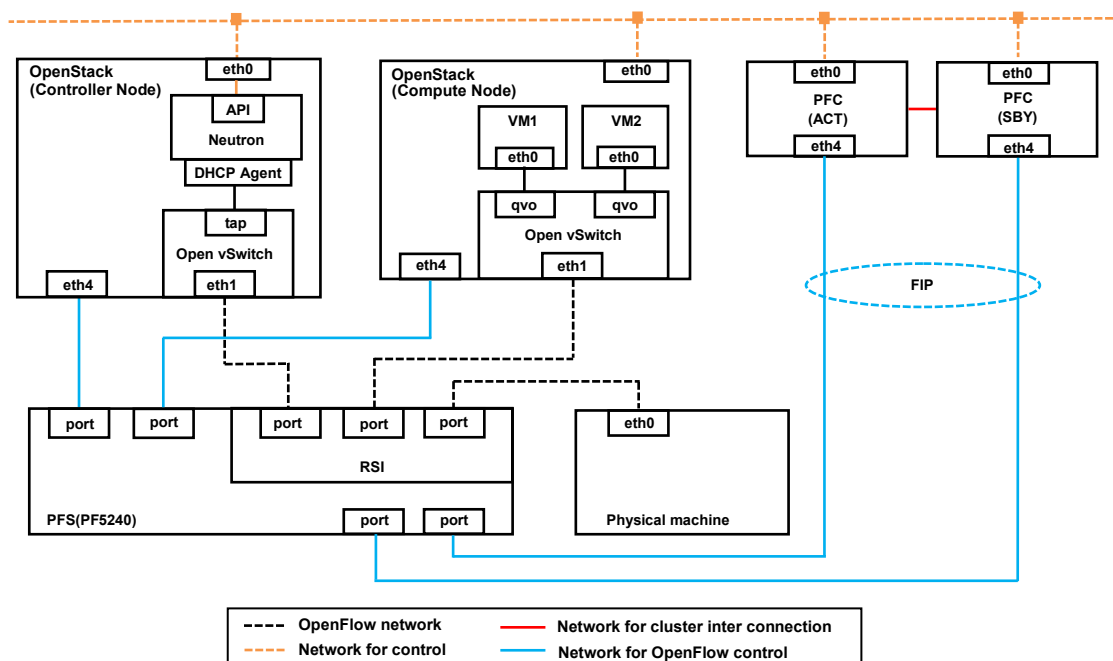 OpenStack
(Controller Node)
eth0
API
Neutron
DHCP Agent
tap
Open vSwitch
eth4
eth1
OpenStack
(Compute Node)
eth0
VM1
VM2
eth0
eth0
qvo
qvo
Open vSwitch
eth4
eth1
eth0
PFC
(ACT)
eth4
eth0
PFC
(SBY)
eth4
FIP
port
port
port
port
port
RSI
PFS(PF5240)
port
port
eth0
Physical machine
OpenFlow network
Network for control
Network for cluster inter connection
Network for OpenFlow control